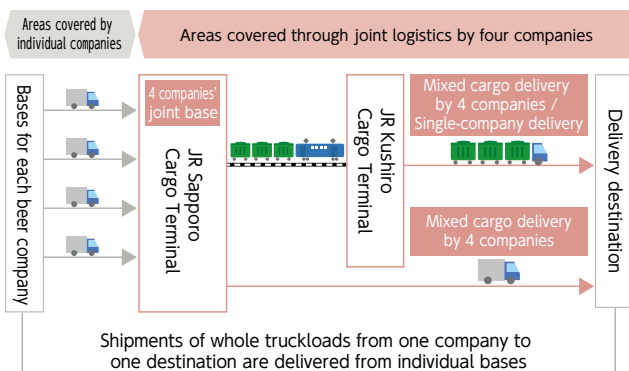 Areas covered by
individual companies
Areas covered through joint logistics by four companies
Bases for each beer company
4 companies'
joint base
JR Sapporo
Cargo Terminal
JR Kushiro
Cargo Terminal
Mixed cargo delivery
by 4 companies /
Single-company delivery
Mixed cargo delivery
by 4 companies
Delivery destination
Shipments of whole truckloads from one company to
one destination are delivered from individual bases